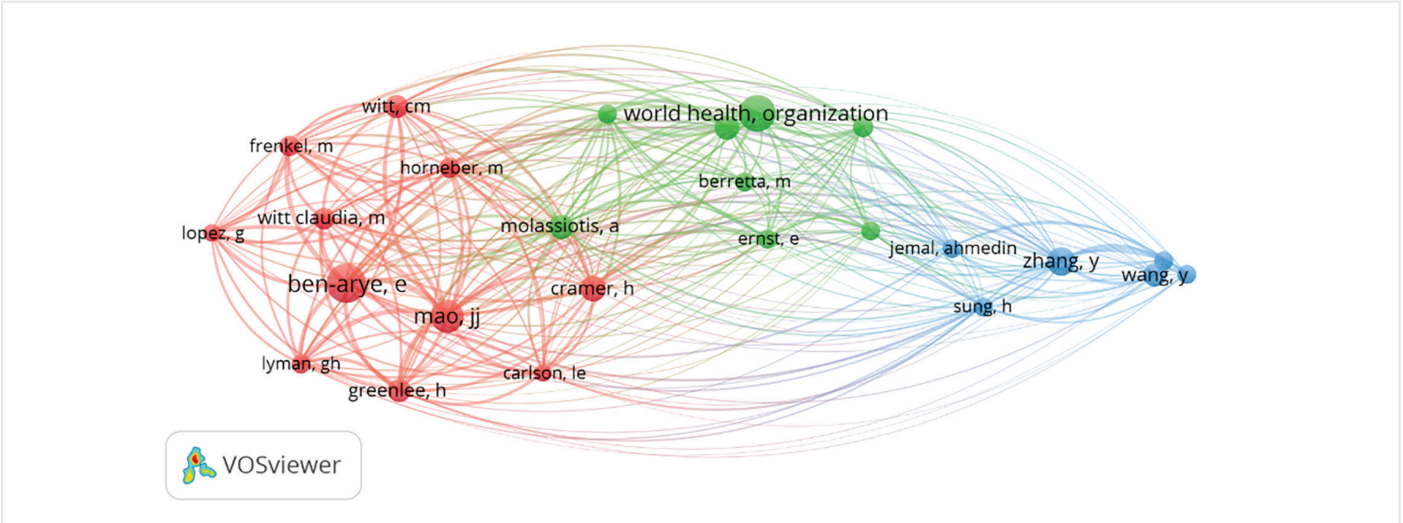 witt, cm
world health, organization
frenkel, m
horneber, m
berretta, m
witt claudia, m
lopez, g
molassiotis, a
ernst, e
jemal, ahmedin
zhang, y
wang, y
ben-arye, e
cramer, h
sung, h
mao, jj
lyman, gh
carlson, le
greenlee, h
VOSviewer